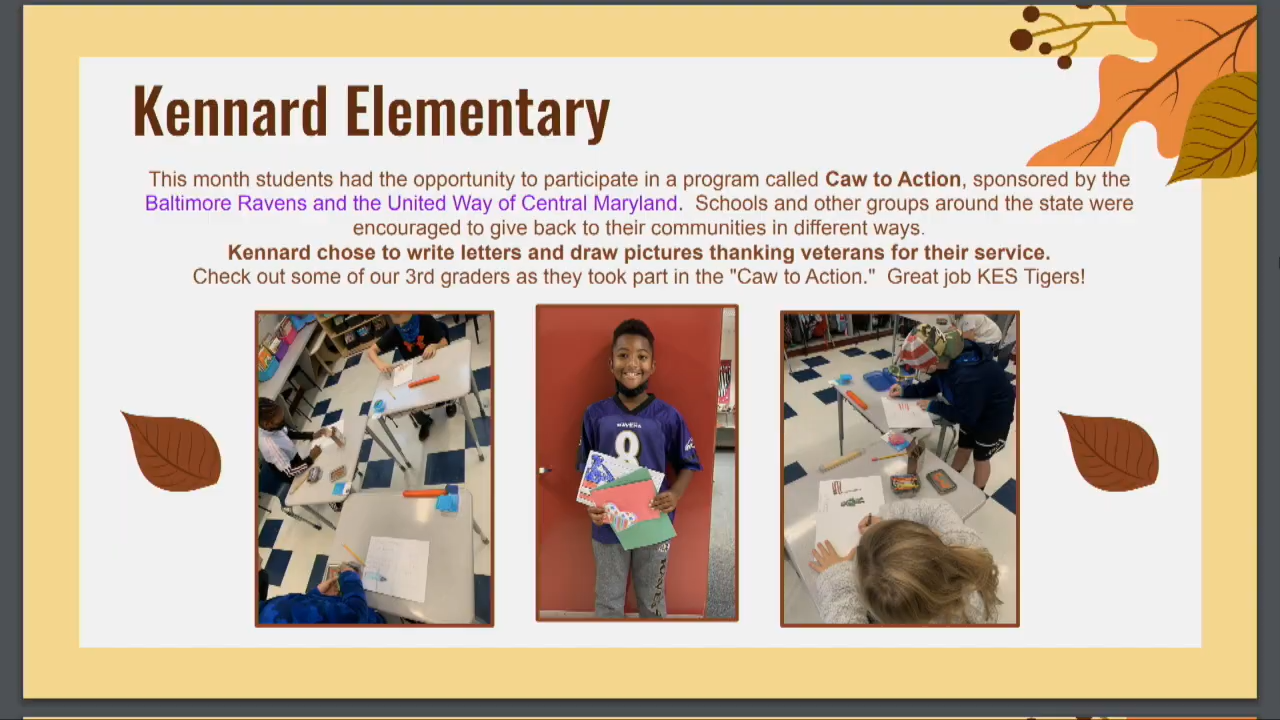 Kennard Elementary
This month students had the opportunity to participate in a program called Caw to Action, sponsored by the
Baltimore Ravens and the United Way of Central Maryland.  Schools and other groups around the state were
encouraged to give back to their communities in different ways.
Kennard chose to write letters and draw pictures thanking veterans for their service.
Check out some of our 3rd graders as they took part in the "Caw to Action."  Great job KES Tigers!
RAVENS
8